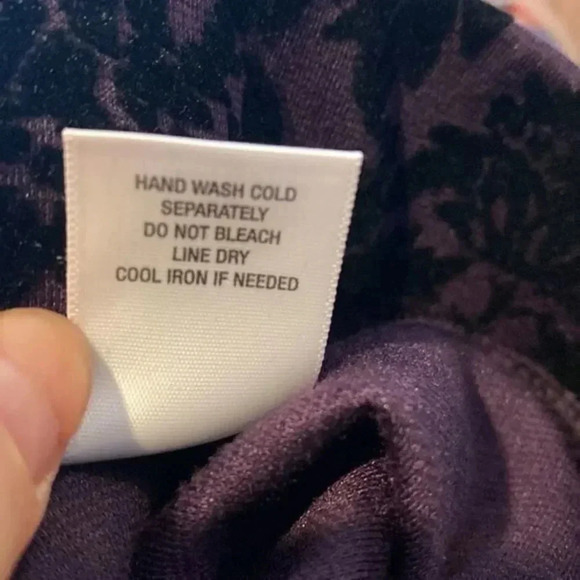 HAND WASH COLD
SEPARATELY
DO NOT BLEACH
LINE DRY
COOL IRON IF NEEDED